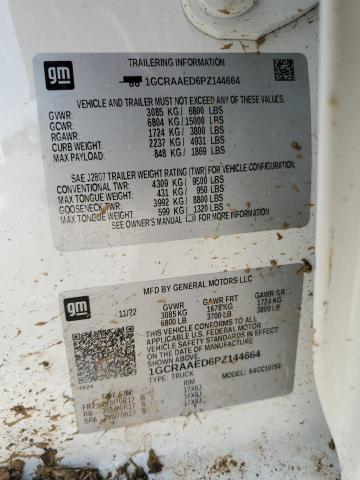 gm
TRAILERING INFORMATION
1GCRAAED6PZ144664
VEHICLE AND TRAILER MUST NOT EXCEED ANY OF THESE VALUES.
GVWR: 3085 KG / 6800 LBS
GCWR: 6804 KG / 15000 LBS
RGAWR: 1724 KG / 3800 LBS
CURB WEIGHT: 2237 KG / 4931 LBS
MAX PAYLOAD: 848 KG / 1869 LBS
SAE J2807 TRAILER WEIGHT RATING (TWR) FOR VEHICLE EQUIPMENT
CONVENTIONAL TWR: 4309 KG / 9500 LBS
MAX TONGUE WEIGHT: 431 KG / 950 LBS
GOOSENECK TWR: 3992 KG / 8800 LBS
MAX TONGUE WEIGHT: 599 KG / 1320 LBS
SEE OWNER'S MANUAL FOR MORE INFORMATION
gm
MFD BY GENERAL MOTORS LLC
11/22 GVWR GAWR FRT GAWR RR
3085 KG 1678 KG 1724 KG
6800 LB 3700 LB 3800 LB
THIS VEHICLE CONFORMS TO ALL APPLICABLE U.S. FEDERAL MOTOR VEHICLE SAFETY STANDARDS IN EFFECT ON THE DATE OF MANUFACTURE SHOWN ABOVE.
1GCRAAED6PZ144664
TYPE: TRUCK
RIM
17X8J
17X8J
17X8J